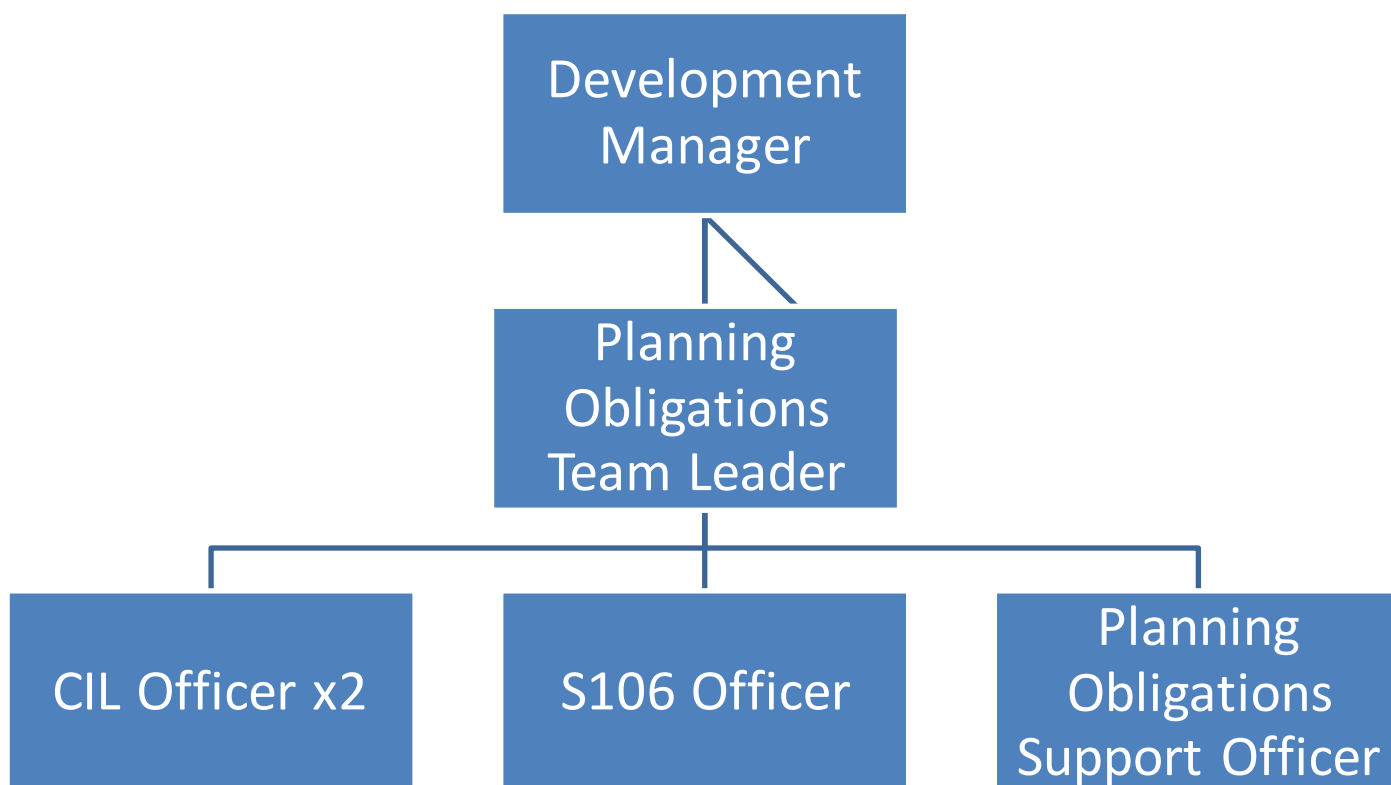 Development
Manager
Planning
Obligations
Team Leader
CIL Officer x2
S106 Officer
Planning
Obligations
Support Officer